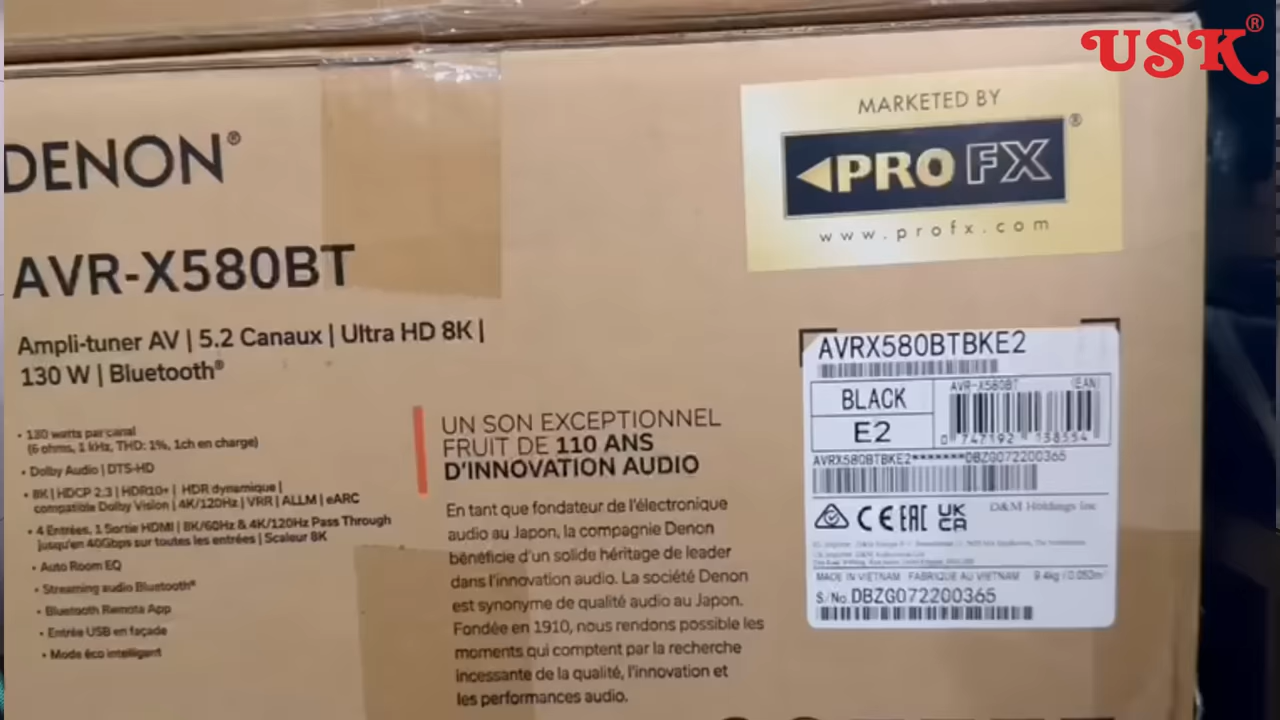 USK®
DENON®
AVR-X580BT
Ampli-tuner AV | 5.2 Canaux | Ultra HD 8K |
130 W | Bluetooth®
• 130 watts par canal
(6 ohms, 1 kHz, THD: 1%, 1ch en charge)
• Dolby Audio | DTS-HD
• 8K | HDCP 2.3 | HDR10+ | HDR dynamique |
compatible Dolby Vision | 4K/120Hz | VRR | ALLM | eARC
• 4 Entrées, 1 Sortie HDMI | 8K/60Hz & 4K/120Hz Pass Through
jusqu'en 40Gbps sur toutes les entrées | Scaleur 8K
• Auto Room EQ
• Streaming audio Bluetooth®
• Bluetooth Remote App
• Entrée USB en façade
• Mode éco intelligent
UN SON EXCEPTIONNEL
FRUIT DE 110 ANS
D'INNOVATION AUDIO
En tant que fondateur de l'électronique
audio au Japon, la compagnie Denon
bénéficie d'un solide héritage de leader
dans l'innovation audio. La société Denon
est synonyme de qualité audio au Japon.
Fondée en 1910, nous rendons possible les
moments qui comptent par la recherche
incessante de la qualité, l'innovation et
les performances audio.
MARKETED BY
PRO FX®
www.profx.com
AVRX580BTBKE2
BLACK
E2
AVR-X580BT (EAN)
0 747192 138554
AVRX580BTBKE2*******DBZG072200365
CE EAC UK CA
D&M Holdings Inc
MADE IN VIETNAM FABRIQUE AU VIETNAM 9.4kg / 0.052m³
S/No. DBZG072200365